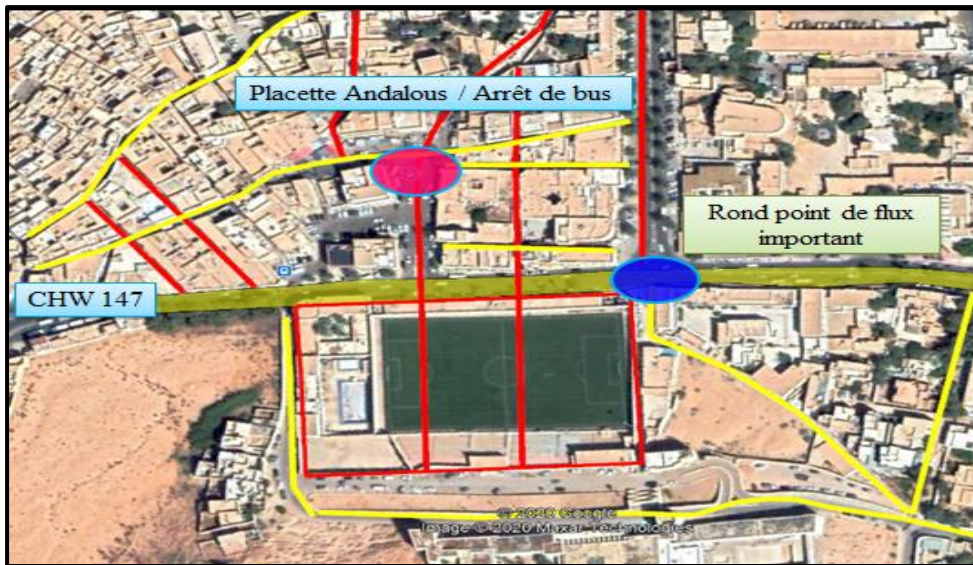 Placette Andalous / Arrêt de bus
Rond point de flux
important
CHW 147
© 2020 Google
Image © 2020 Maxar Technologies